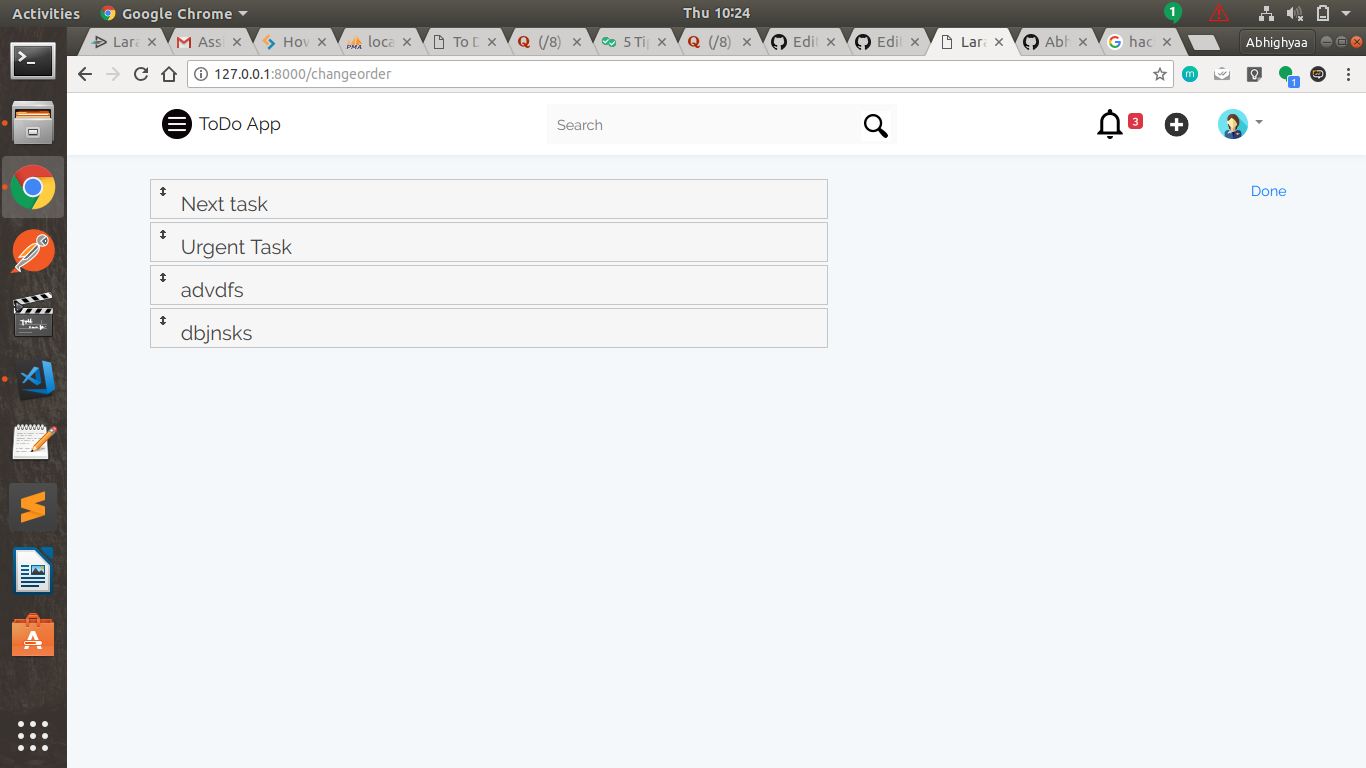 Activities
Google Chrome
Thu 10:24
1
Lara
Assi
How
loca
To D
(/8)
5 Tip
(/8)
Edit
Edit
Lara
Abh
hac
Abhighyaa
127.0.0.1:8000/changeorder
m
1
ToDo App
Search
3
Next task
Done
Urgent Task
advdfs
dbjnsks